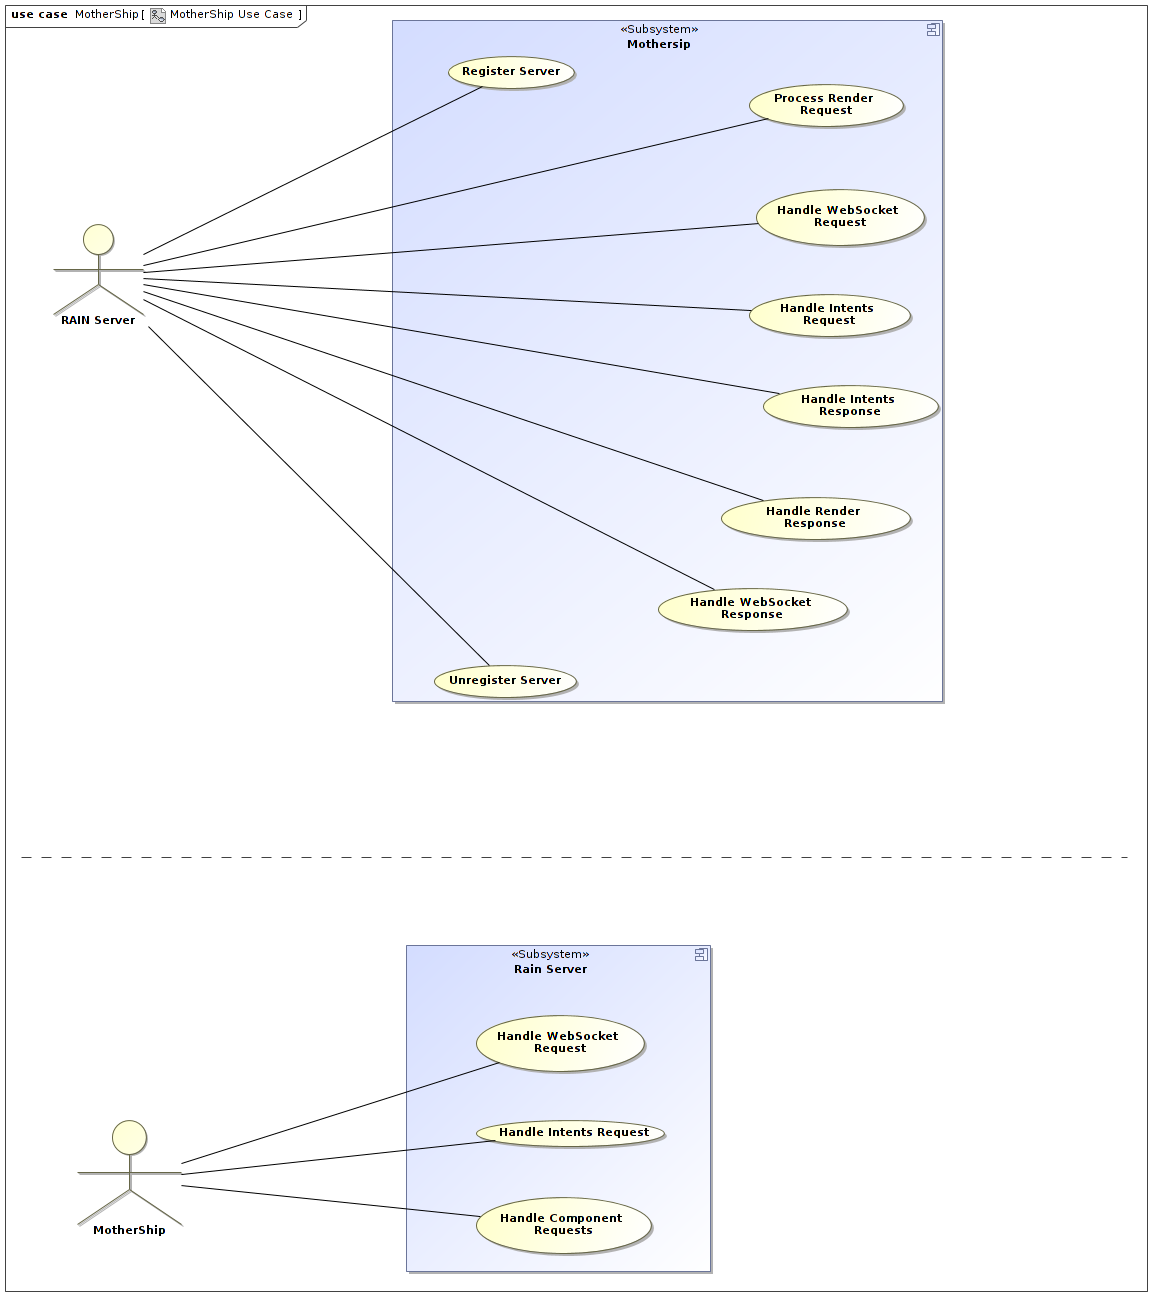 use case MotherShip[ MotherShip Use Case ]
«Subsystem»
Mothersip
Register Server
Process Render
Request
Handle WebSocket
Request
Handle Intents
Request
RAIN Server
Handle Intents
Response
Handle Render
Response
Handle WebSocket
Response
Unregister Server
«Subsystem»
Rain Server
Handle WebSocket
Request
Handle Intents Request
Handle Component
Requests
MotherShip